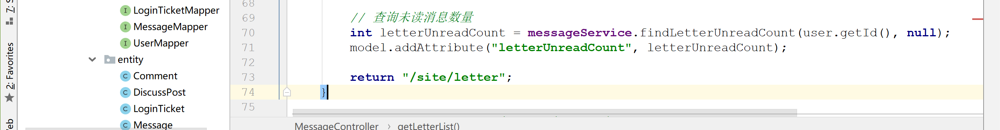 7: S
2: Favorites
eb
LoginTicketMapper
MessageMapper
UserMapper
entity
Comment
DiscussPost
LoginTicket
Message
68
69 // 查询未读消息数量
70 int letterUnreadCount = messageService.findLetterUnreadCount(user.getId(), null);
71 model.addAttribute("letterUnreadCount", letterUnreadCount);
72
73 return "/site/letter";
74 }
75
MessageController › getLetterList()